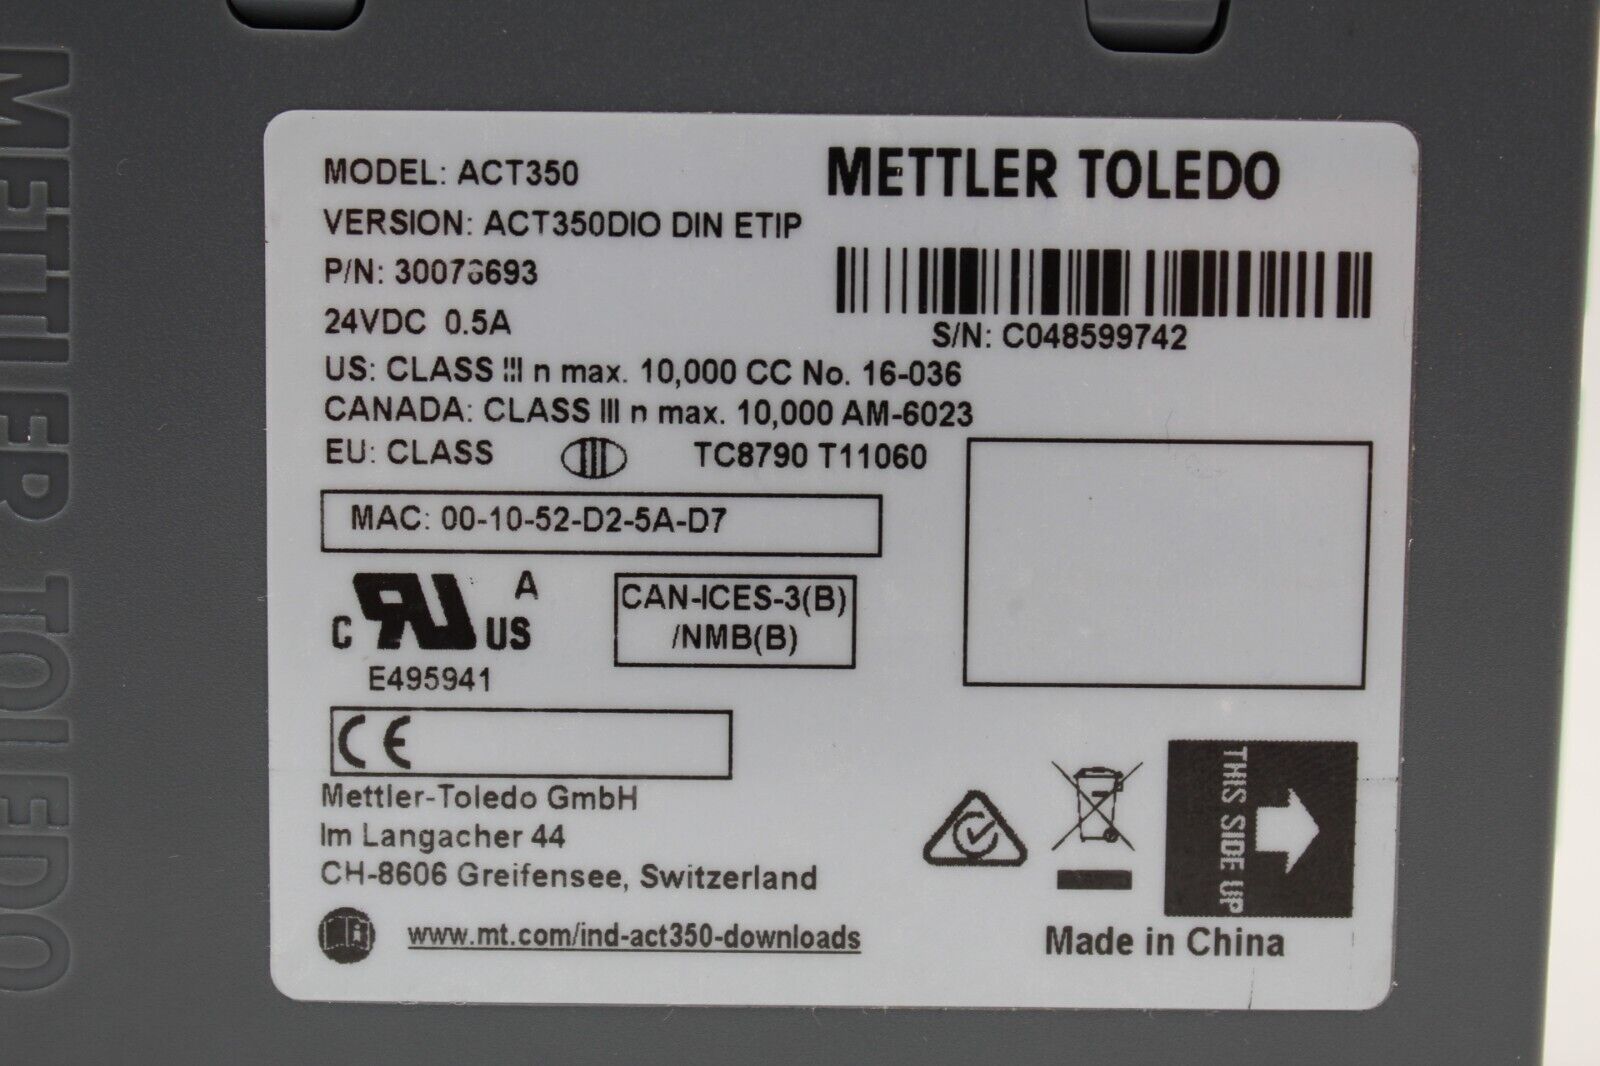 METTLER TOLEDO
MODEL: ACT350
METTLER TOLEDO
VERSION: ACT350DIO DIN ETIP
P/N: 30073693
24VDC 0.5A
S/N: C048599742
US: CLASS III n max. 10,000 CC No. 16-036
CANADA: CLASS III n max. 10,000 AM-6023
EU: CLASS III TC8790 T11060
MAC: 00-10-52-D2-5A-D7
C RU US A
E495941
CAN-ICES-3(B)
/NMB(B)
CE
Mettler-Toledo GmbH
Im Langacher 44
CH-8606 Greifensee, Switzerland
www.mt.com/ind-act350-downloads
THIS SIDE UP
Made in China